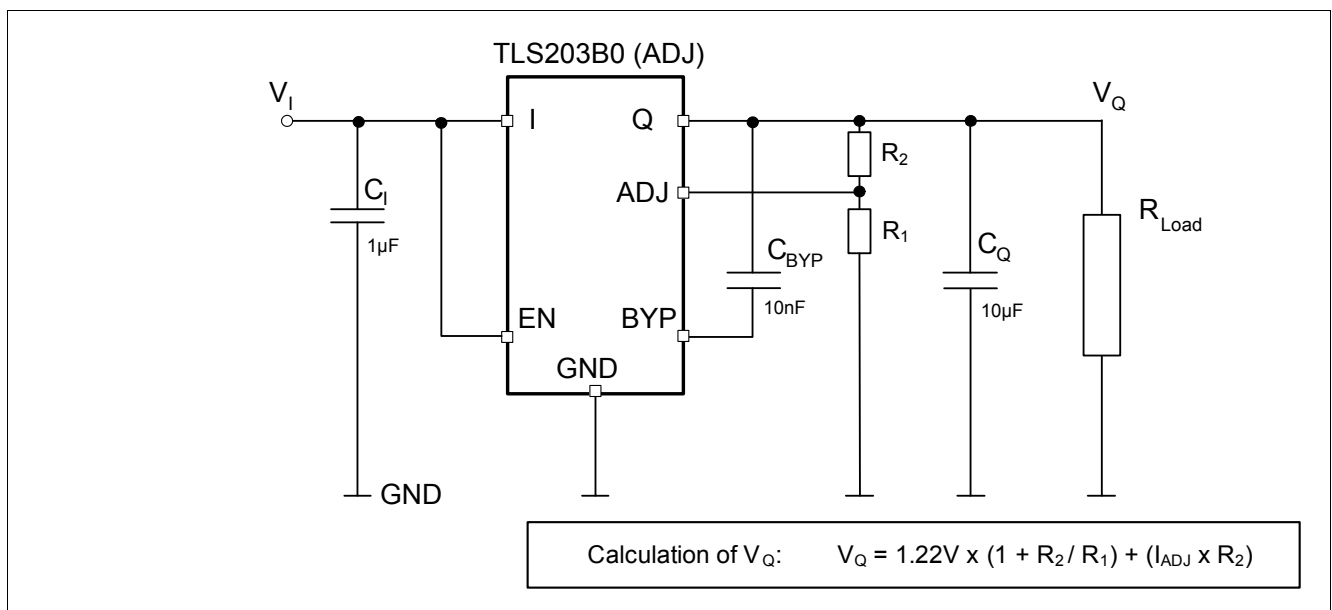 TLS203B0 (ADJ)
V_I
V_Q
I
Q
R_2
ADJ
C_I
R_1
R_Load
1µF
C_BYP
C_Q
10nF
10µF
EN
BYP
GND
GND
Calculation of V_Q: V_Q = 1.22V x (1 + R_2 / R_1) + (I_ADJ x R_2)